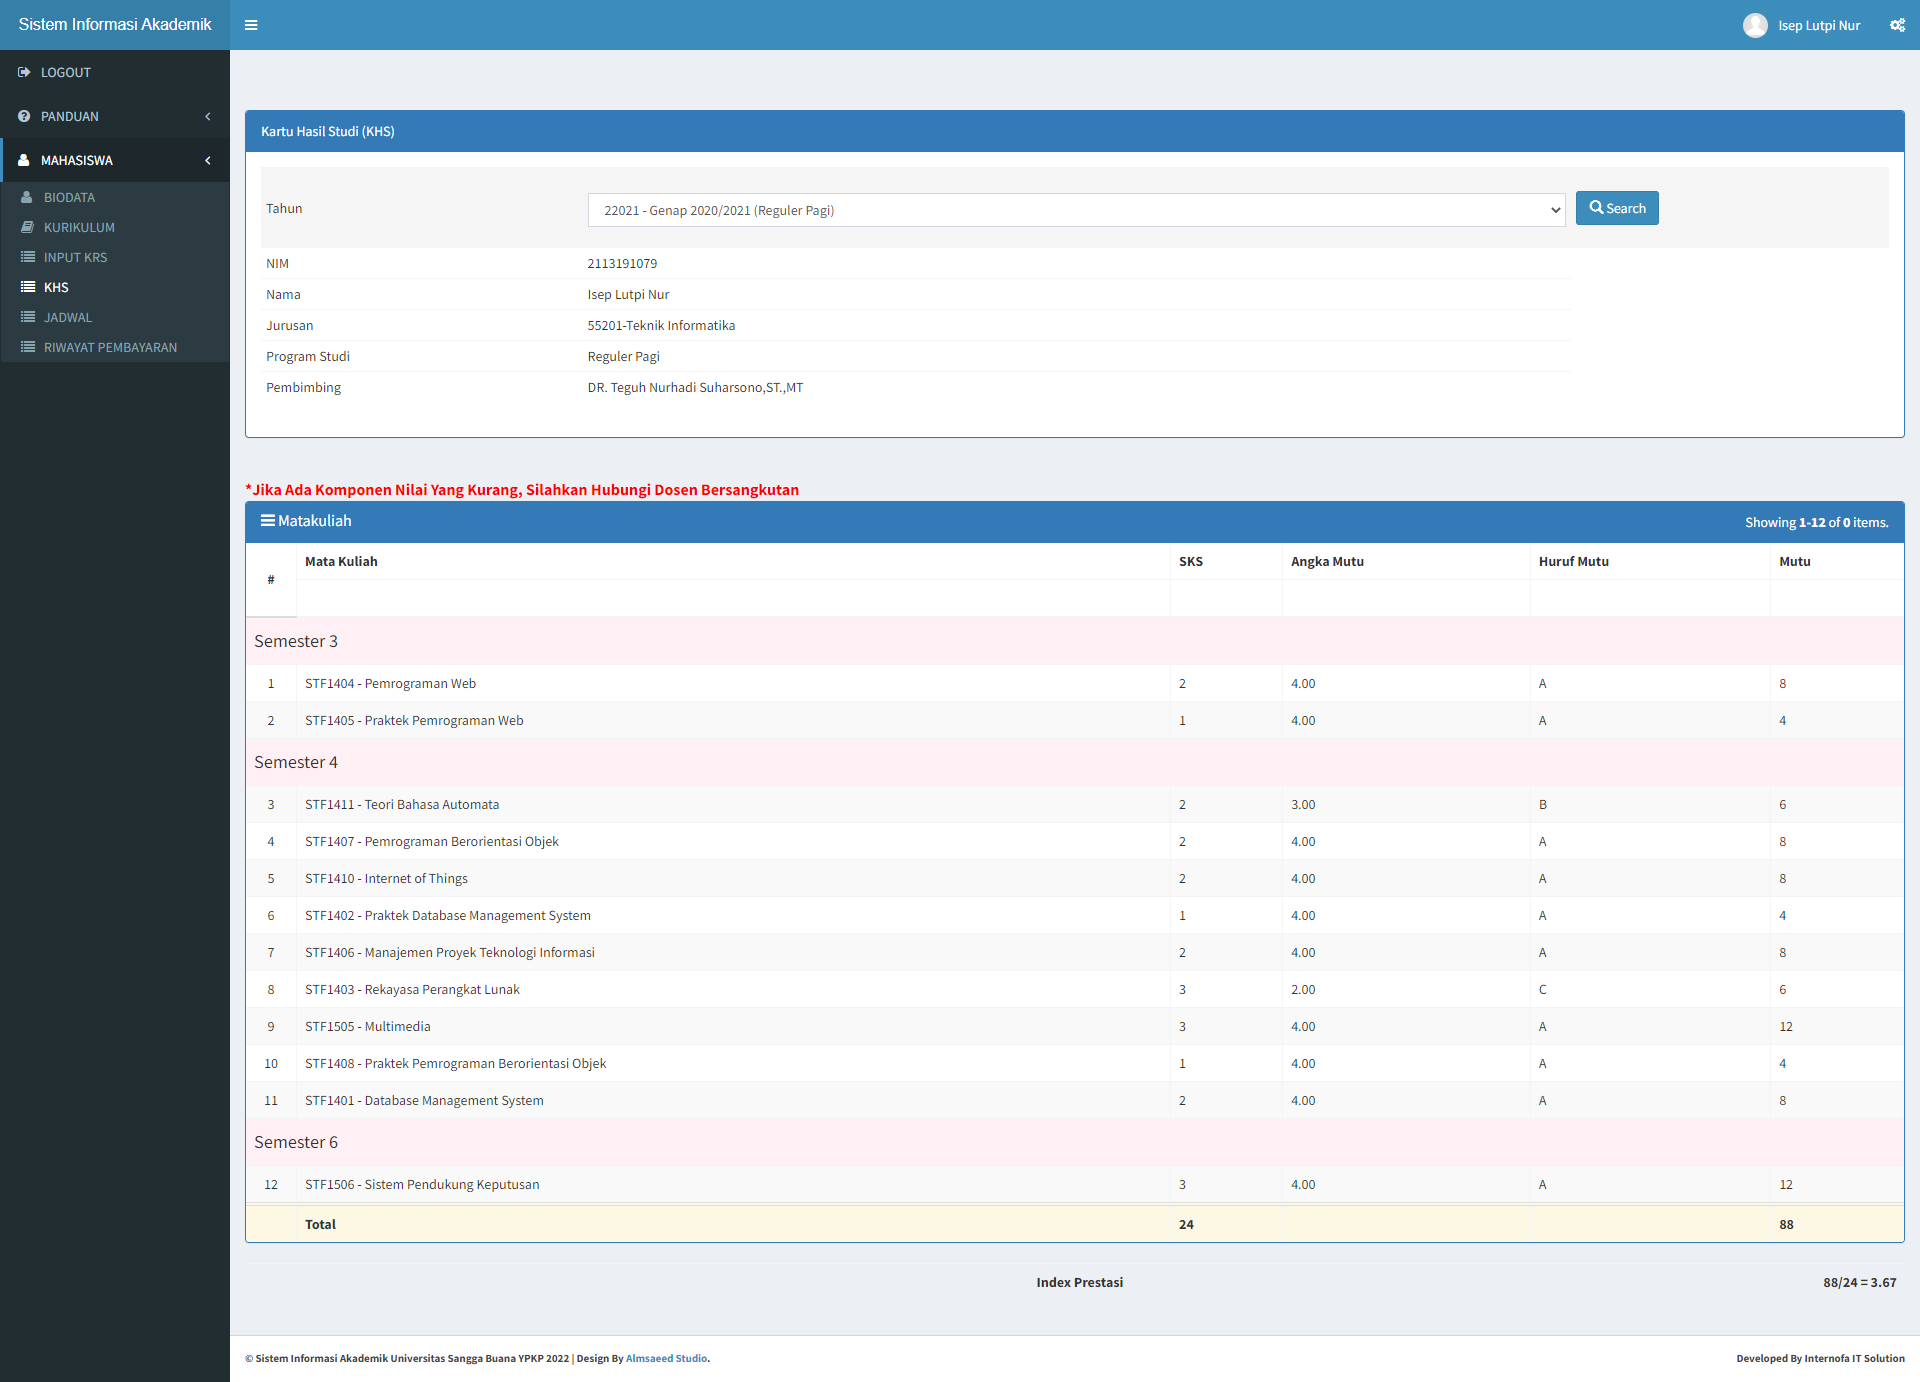 Sistem Informasi Akademik
Isep Lutpi Nur
LOGOUT
PANDUAN
MAHASISWA
BIODATA
KURIKULUM
INPUT KRS
KHS
JADWAL
RIWAYAT PEMBAYARAN
Kartu Hasil Studi (KHS)
Tahun 22021 - Genap 2020/2021 (Reguler Pagi) Search
NIM 2113191079
Nama Isep Lutpi Nur
Jurusan 55201-Teknik Informatika
Program Studi Reguler Pagi
Pembimbing DR. Teguh Nurhadi Suharsono,ST.,MT
*Jika Ada Komponen Nilai Yang Kurang, Silahkan Hubungi Dosen Bersangkutan
Matakuliah Showing 1-12 of 0 items.
# Mata Kuliah SKS Angka Mutu Huruf Mutu Mutu
Semester 3
1 STF1404 - Pemrograman Web 2 4.00 A 8
2 STF1405 - Praktek Pemrograman Web 1 4.00 A 4
Semester 4
3 STF1411 - Teori Bahasa Automata 2 3.00 B 6
4 STF1407 - Pemrograman Berorientasi Objek 2 4.00 A 8
5 STF1410 - Internet of Things 2 4.00 A 8
6 STF1402 - Praktek Database Management System 1 4.00 A 4
7 STF1406 - Manajemen Proyek Teknologi Informasi 2 4.00 A 8
8 STF1403 - Rekayasa Perangkat Lunak 3 2.00 C 6
9 STF1505 - Multimedia 3 4.00 A 12
10 STF1408 - Praktek Pemrograman Berorientasi Objek 1 4.00 A 4
11 STF1401 - Database Management System 2 4.00 A 8
Semester 6
12 STF1506 - Sistem Pendukung Keputusan 3 4.00 A 12
Total 24 88
Index Prestasi 88/24 = 3.67
© Sistem Informasi Akademik Universitas Sangga Buana YPKP 2022 | Design By Almsaeed Studio. Developed By Internofa IT Solution